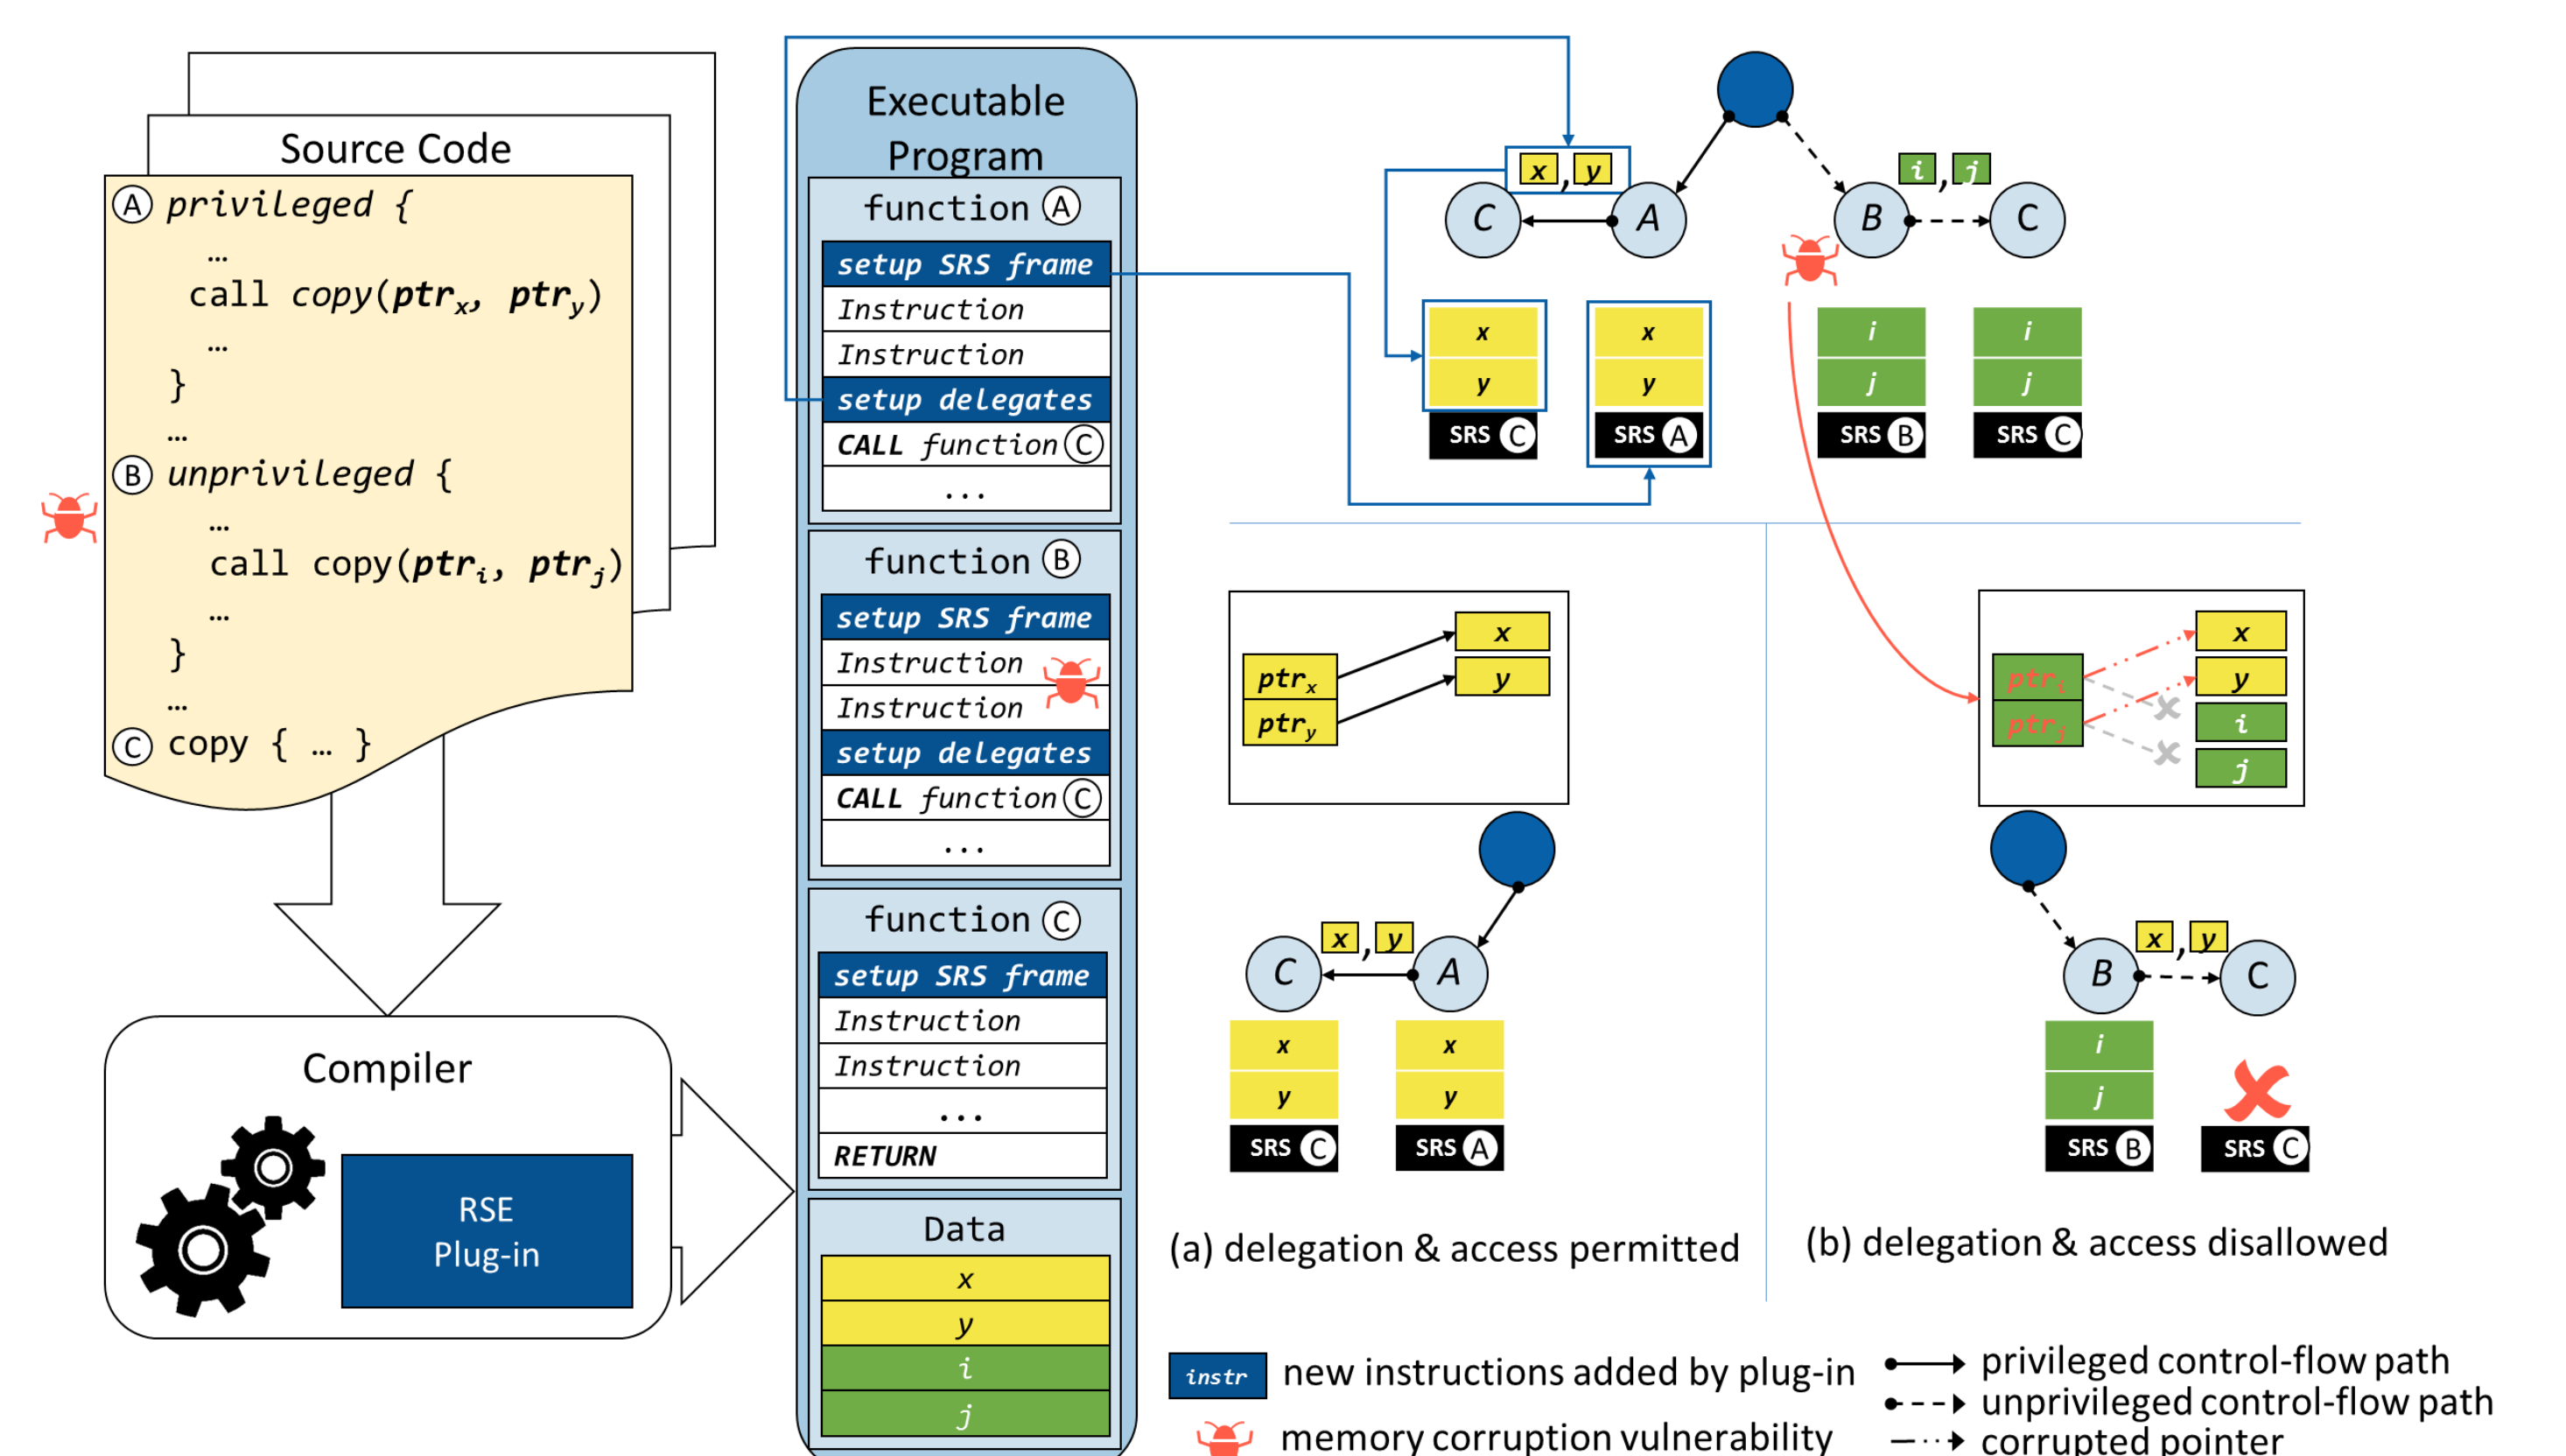 Source Code
A privileged {
…
call copy(ptrx, ptry)
…
}
…
B unprivileged {
…
call copy(ptri, ptrj)
…
}
…
C copy { … }
Compiler
RSE
Plug-in
Executable
Program
function A
setup SRS frame
Instruction
Instruction
setup delegates
CALL function C
...
function B
setup SRS frame
Instruction
Instruction
setup delegates
CALL function C
...
function C
setup SRS frame
Instruction
Instruction
...
RETURN
Data
x
y
i
j
x , y
i , j
C A B C
x x i i
y y j j
SRS C SRS A SRS B SRS C
ptrx
ptry
x
y
x , y
C A
x x
y y
SRS C SRS A
(a) delegation & access permitted
ptri
ptrj
x
y
i
j
x , y
B C
i
j
SRS B SRS C
(b) delegation & access disallowed
instr new instructions added by plug-in
memory corruption vulnerability
privileged control-flow path
unprivileged control-flow path
corrupted pointer